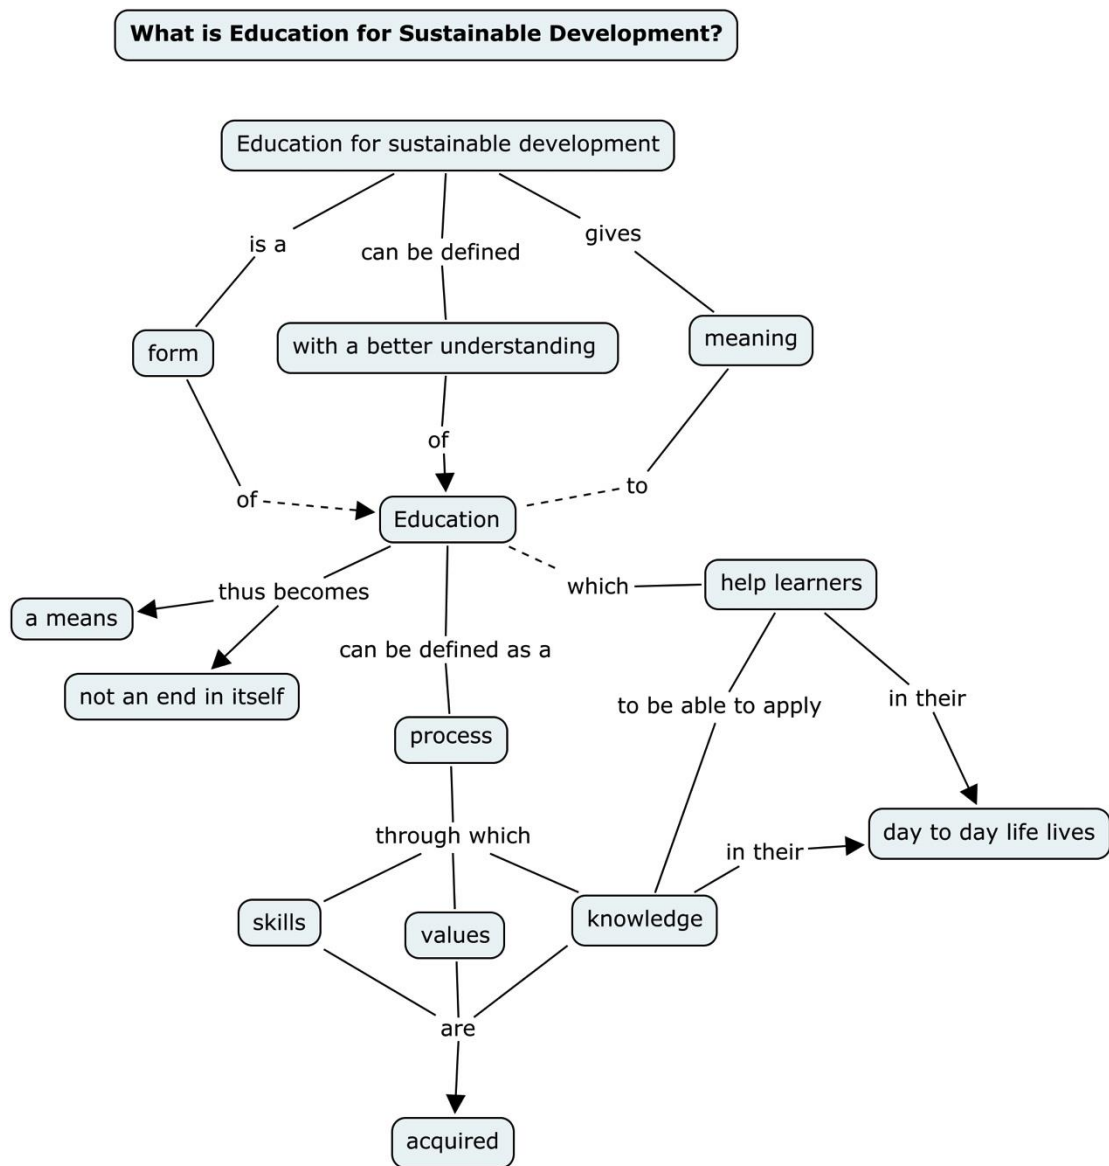 What is Education for Sustainable Development?
Education for sustainable development
is a
can be defined
gives
form
with a better understanding
meaning
of
of
to
Education
thus becomes
which
help learners
a means
not an end in itself
can be defined as a
to be able to apply
in their
process
through which
in their
day to day life lives
skills
values
knowledge
are
acquired